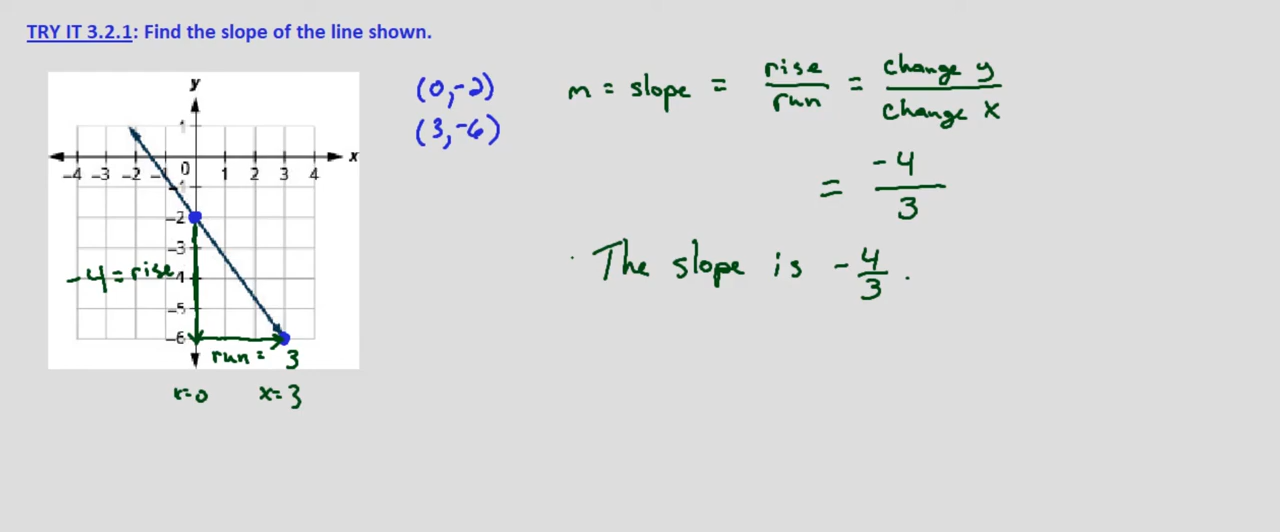 TRY IT 3.2.1: Find the slope of the line shown.
(0,-2)
(3,-6)
m = slope = rise/run = change y/change x
= -4/3
The slope is -4/3.
y
1
x
-4 -3 -2 -1 0 1 2 3 4
-1
-2
-3
-4 = rise -4
-5
-6
run = 3
x=0 x=3